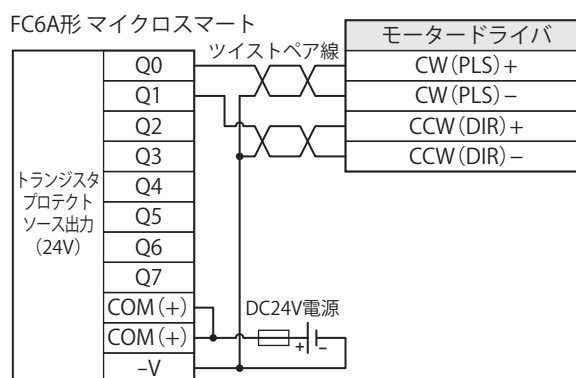 FC6A形 マイクロスマート
ツイストペア線
モータードライバ
CW(PLS)+
CW(PLS)−
CCW(DIR)+
CCW(DIR)−
トランジスタ
プロテクト
ソース出力
(24V)
Q0
Q1
Q2
Q3
Q4
Q5
Q6
Q7
COM(+)
COM(+)
–V
DC24V電源
+ −